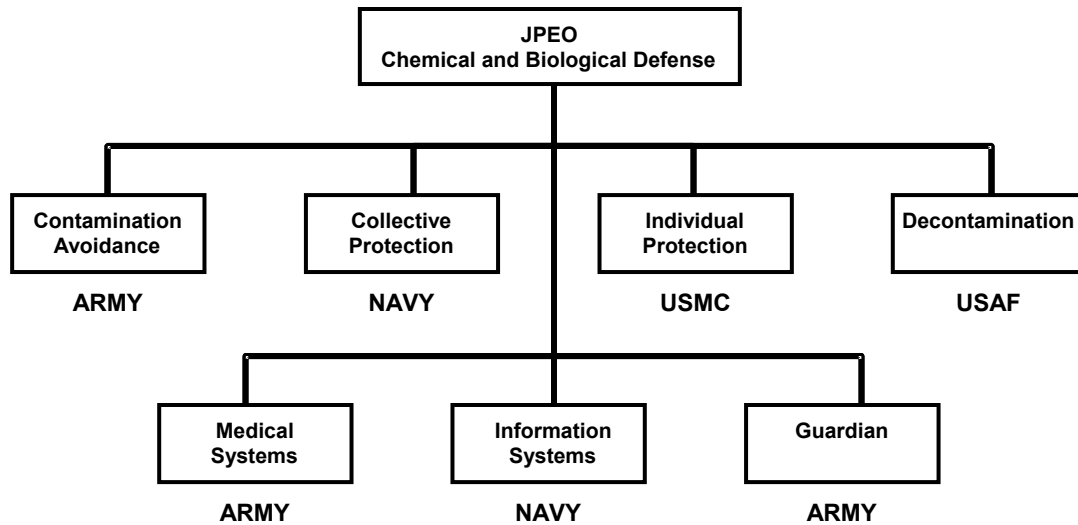 JPEO
Chemical and Biological Defense
Contamination
Avoidance
ARMY
Collective
Protection
NAVY
Individual
Protection
USMC
Decontamination
USAF
Medical
Systems
ARMY
Information
Systems
NAVY
Guardian
ARMY